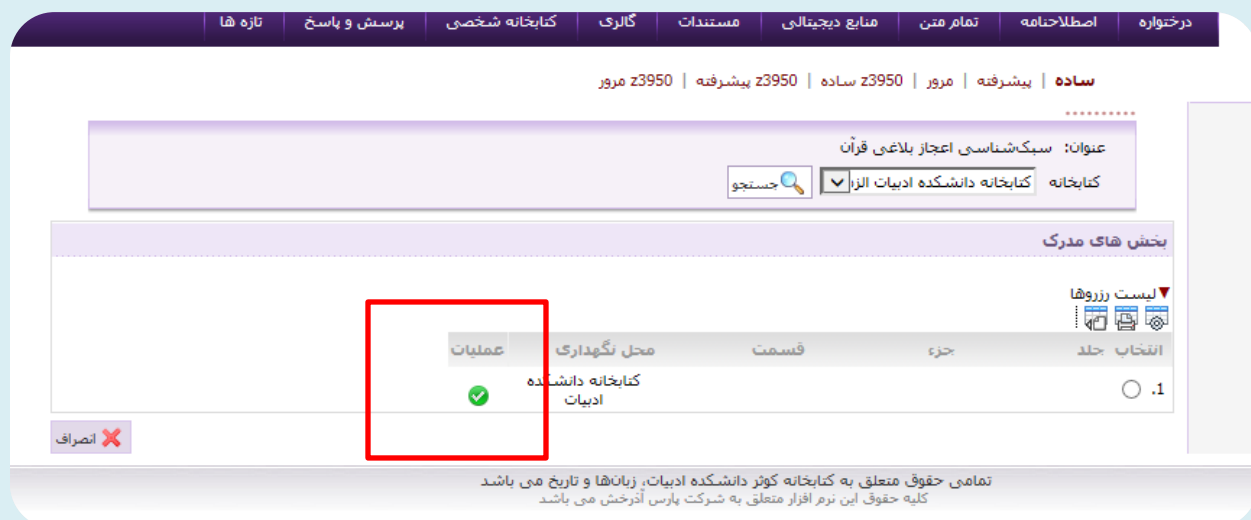 درختواره | اصطلاحنامه | تمام متن | منابع دیجیتالی | مستندات | گالری | کتابخانه شخصی | پرسش و پاسخ | تازه ها
ساده | پیشرفته | مرور | z3950 ساده | z3950 پیشرفته | z3950 مرور
عنوان: سبک‌شناسی اعجاز بلاغی قرآن
کتابخانه کتابخانه دانشکده ادبیات الزا جستجو
بخش های مدرک
لیست رزروها
انتخاب جلد جزء قسمت محل نگهداری عملیات
1. کتابخانه دانشکده
ادبیات
انصراف
تمامی حقوق متعلق به کتابخانه کوثر دانشکده ادبیات، زبان‌ها و تاریخ می باشد
کلیه حقوق این نرم افزار متعلق به شرکت پارس آذرخش می باشد